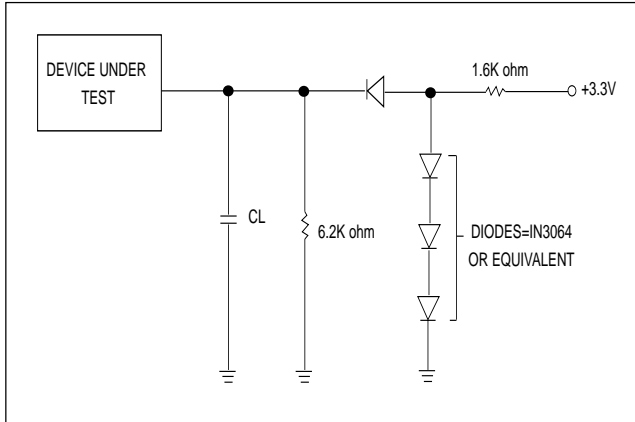 DEVICE UNDER
TEST
1.6K ohm
+3.3V
CL
6.2K ohm
DIODES=IN3064
OR EQUIVALENT